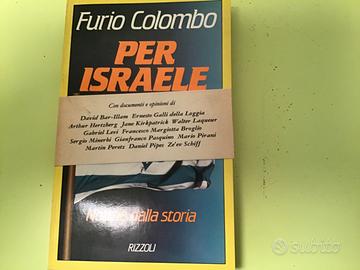 Furio Colombo
PER
ISRAELE
Con documenti e opinioni di
David Bar-Illan Ernesto Galli della Loggia
Arthur Hertzberg Jane Kirkpatrick Walter Laqueur
Gabriel Levi Francesco Margiotta Broglio
Sergio Minerbi Gianfranco Pasquino Mario Pirani
Martin Peretz Daniel Pipes Ze'ev Schiff
dalla storia
RIZZOLI
subito